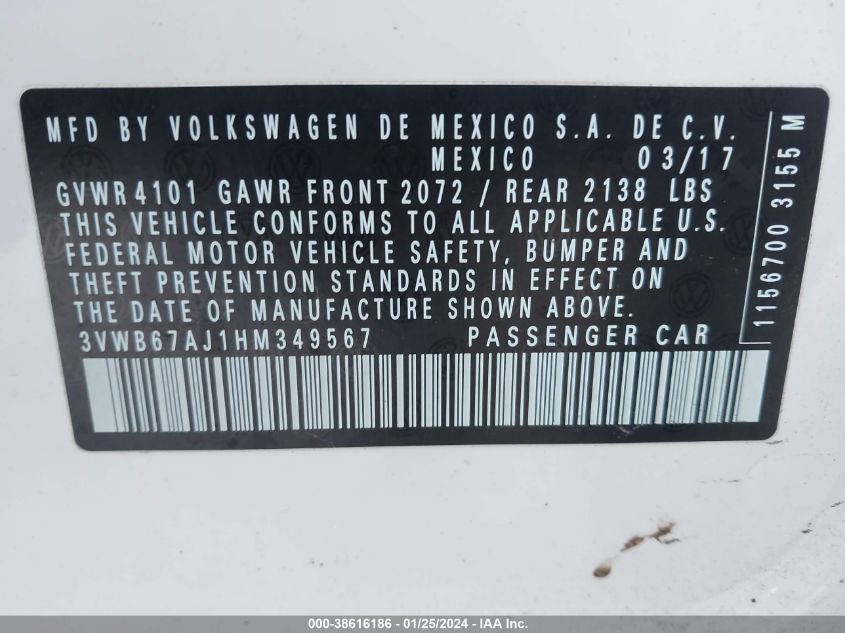 MFD BY VOLKSWAGEN DE MEXICO S.A. DE C.V.
MEXICO 03/17
GVWR 4101 GAWR FRONT 2072 / REAR 2138 LBS
THIS VEHICLE CONFORMS TO ALL APPLICABLE U.S.
FEDERAL MOTOR VEHICLE SAFETY, BUMPER AND
THEFT PREVENTION STANDARDS IN EFFECT ON
THE DATE OF MANUFACTURE SHOWN ABOVE.
3VWB67AJ1HM349567 PASSENGER CAR
1156700 3155 M
000-38616186 - 01/25/2024 - IAA Inc.